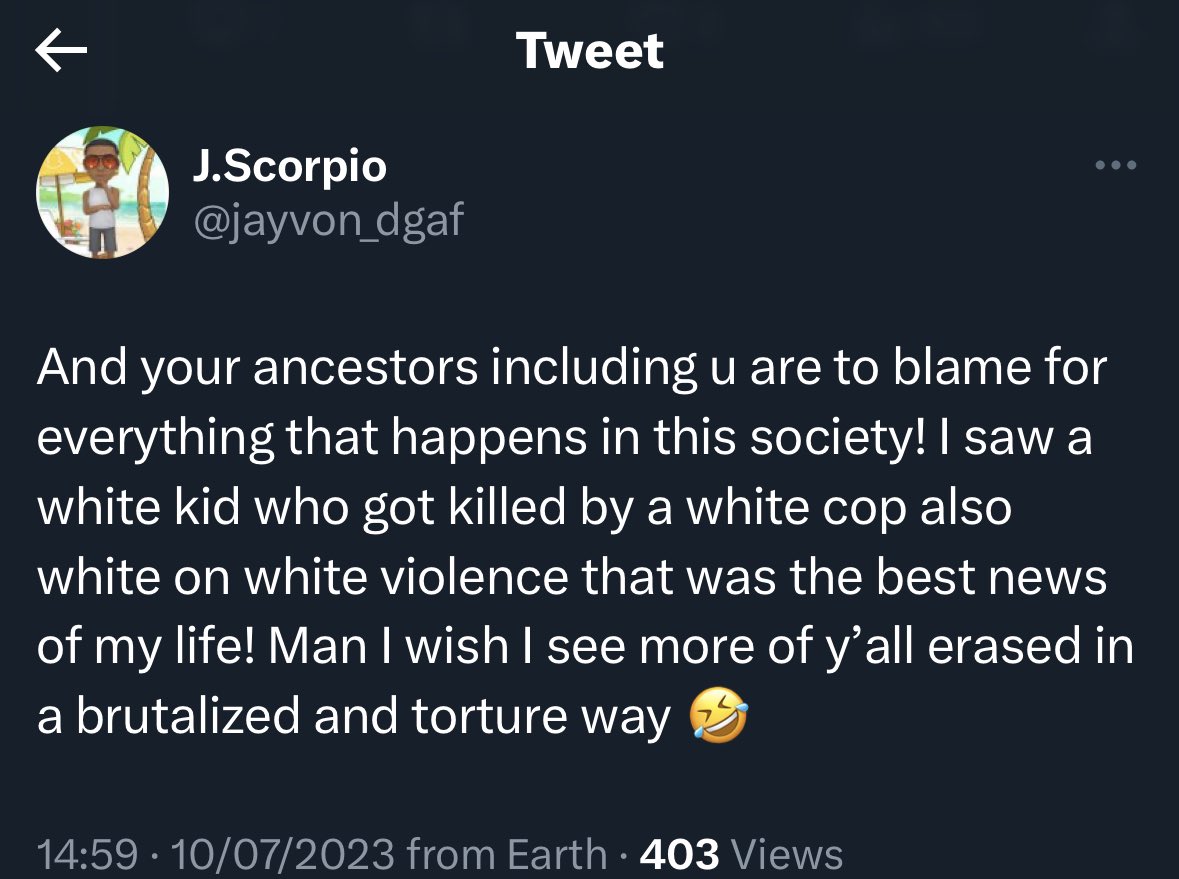 Tweet
J.Scorpio
@jayvon_dgaf
And your ancestors including u are to blame for
everything that happens in this society! I saw a
white kid who got killed by a white cop also
white on white violence that was the best news
of my life! Man I wish I see more of y’all erased in
a brutalized and torture way 🤣
14:59 · 10/07/2023 from Earth · 403 Views